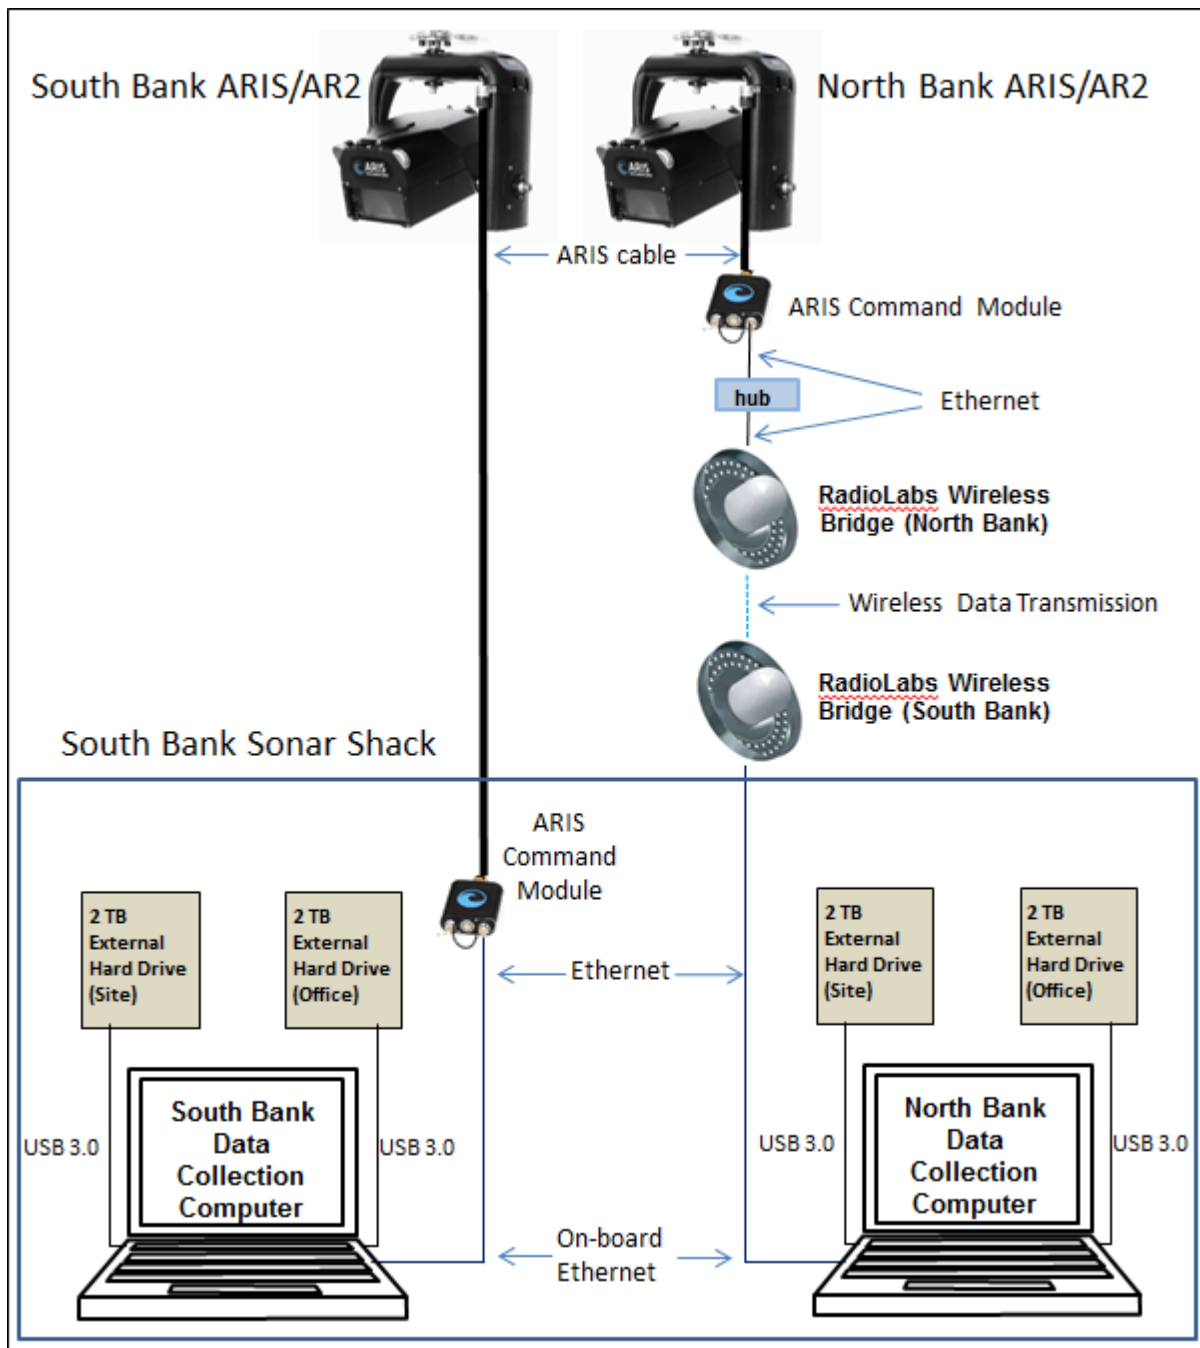 South Bank ARIS/AR2
North Bank ARIS/AR2
ARIS
ARIS
ARIS cable
ARIS Command Module
hub
Ethernet
RadioLabs Wireless
Bridge (North Bank)
Wireless Data Transmission
RadioLabs Wireless
Bridge (South Bank)
South Bank Sonar Shack
ARIS
Command
Module
2 TB
External
Hard Drive
(Site)
2 TB
External
Hard Drive
(Office)
2 TB
External
Hard Drive
(Site)
2 TB
External
Hard Drive
(Office)
Ethernet
South Bank
Data
Collection
Computer
North Bank
Data
Collection
Computer
USB 3.0
USB 3.0
USB 3.0
USB 3.0
On-board
Ethernet